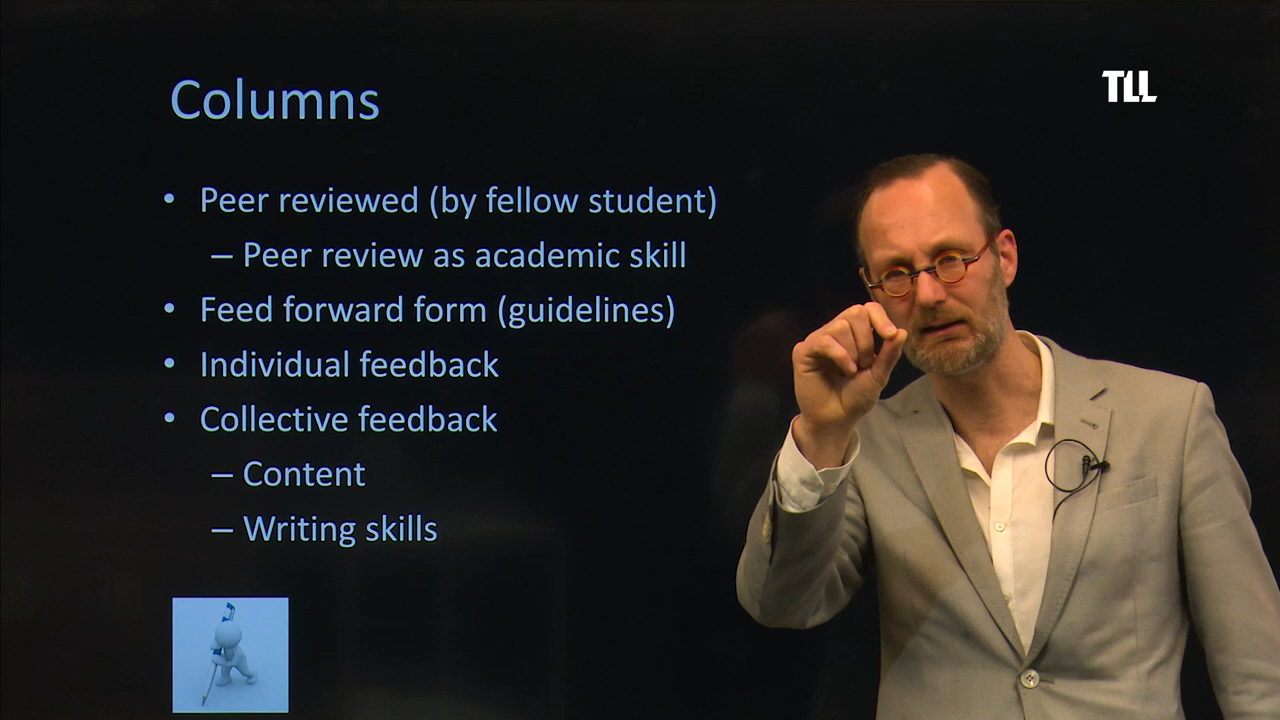 TLL
Columns
• Peer reviewed (by fellow student)
– Peer review as academic skill
• Feed forward form (guidelines)
• Individual feedback
• Collective feedback
– Content
– Writing skills